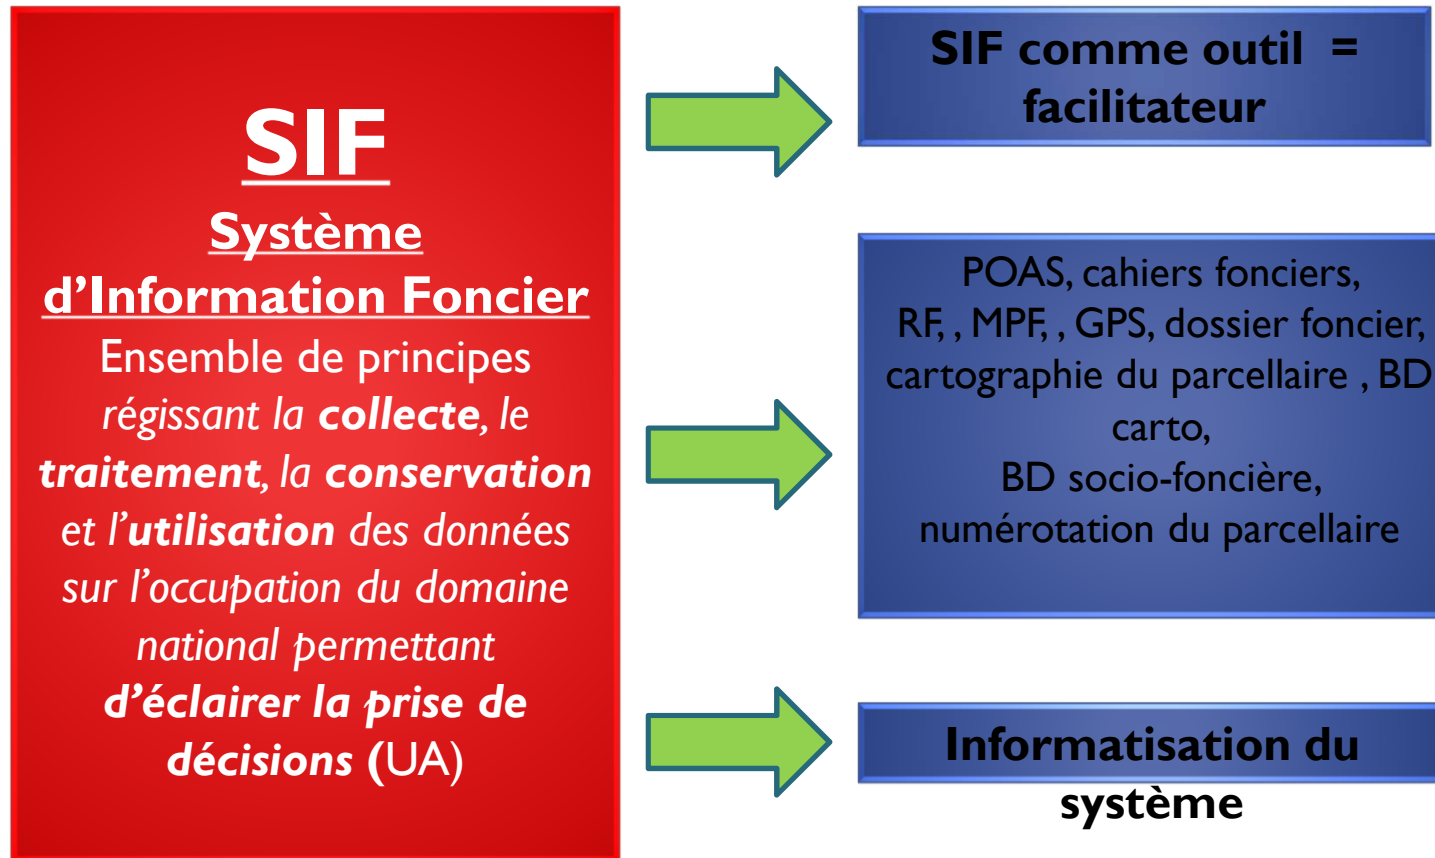 SIF
Système
d’Information Foncier
Ensemble de principes
régissant la collecte, le
traitement, la conservation
et l’utilisation des données
sur l’occupation du domaine
national permettant
d’éclairer la prise de
décisions (UA)
SIF comme outil =
facilitateur
POAS, cahiers fonciers,
RF, , MPF, , GPS, dossier foncier,
cartographie du parcellaire , BD
carto,
BD socio-foncière,
numérotation du parcellaire
Informatisation du
système